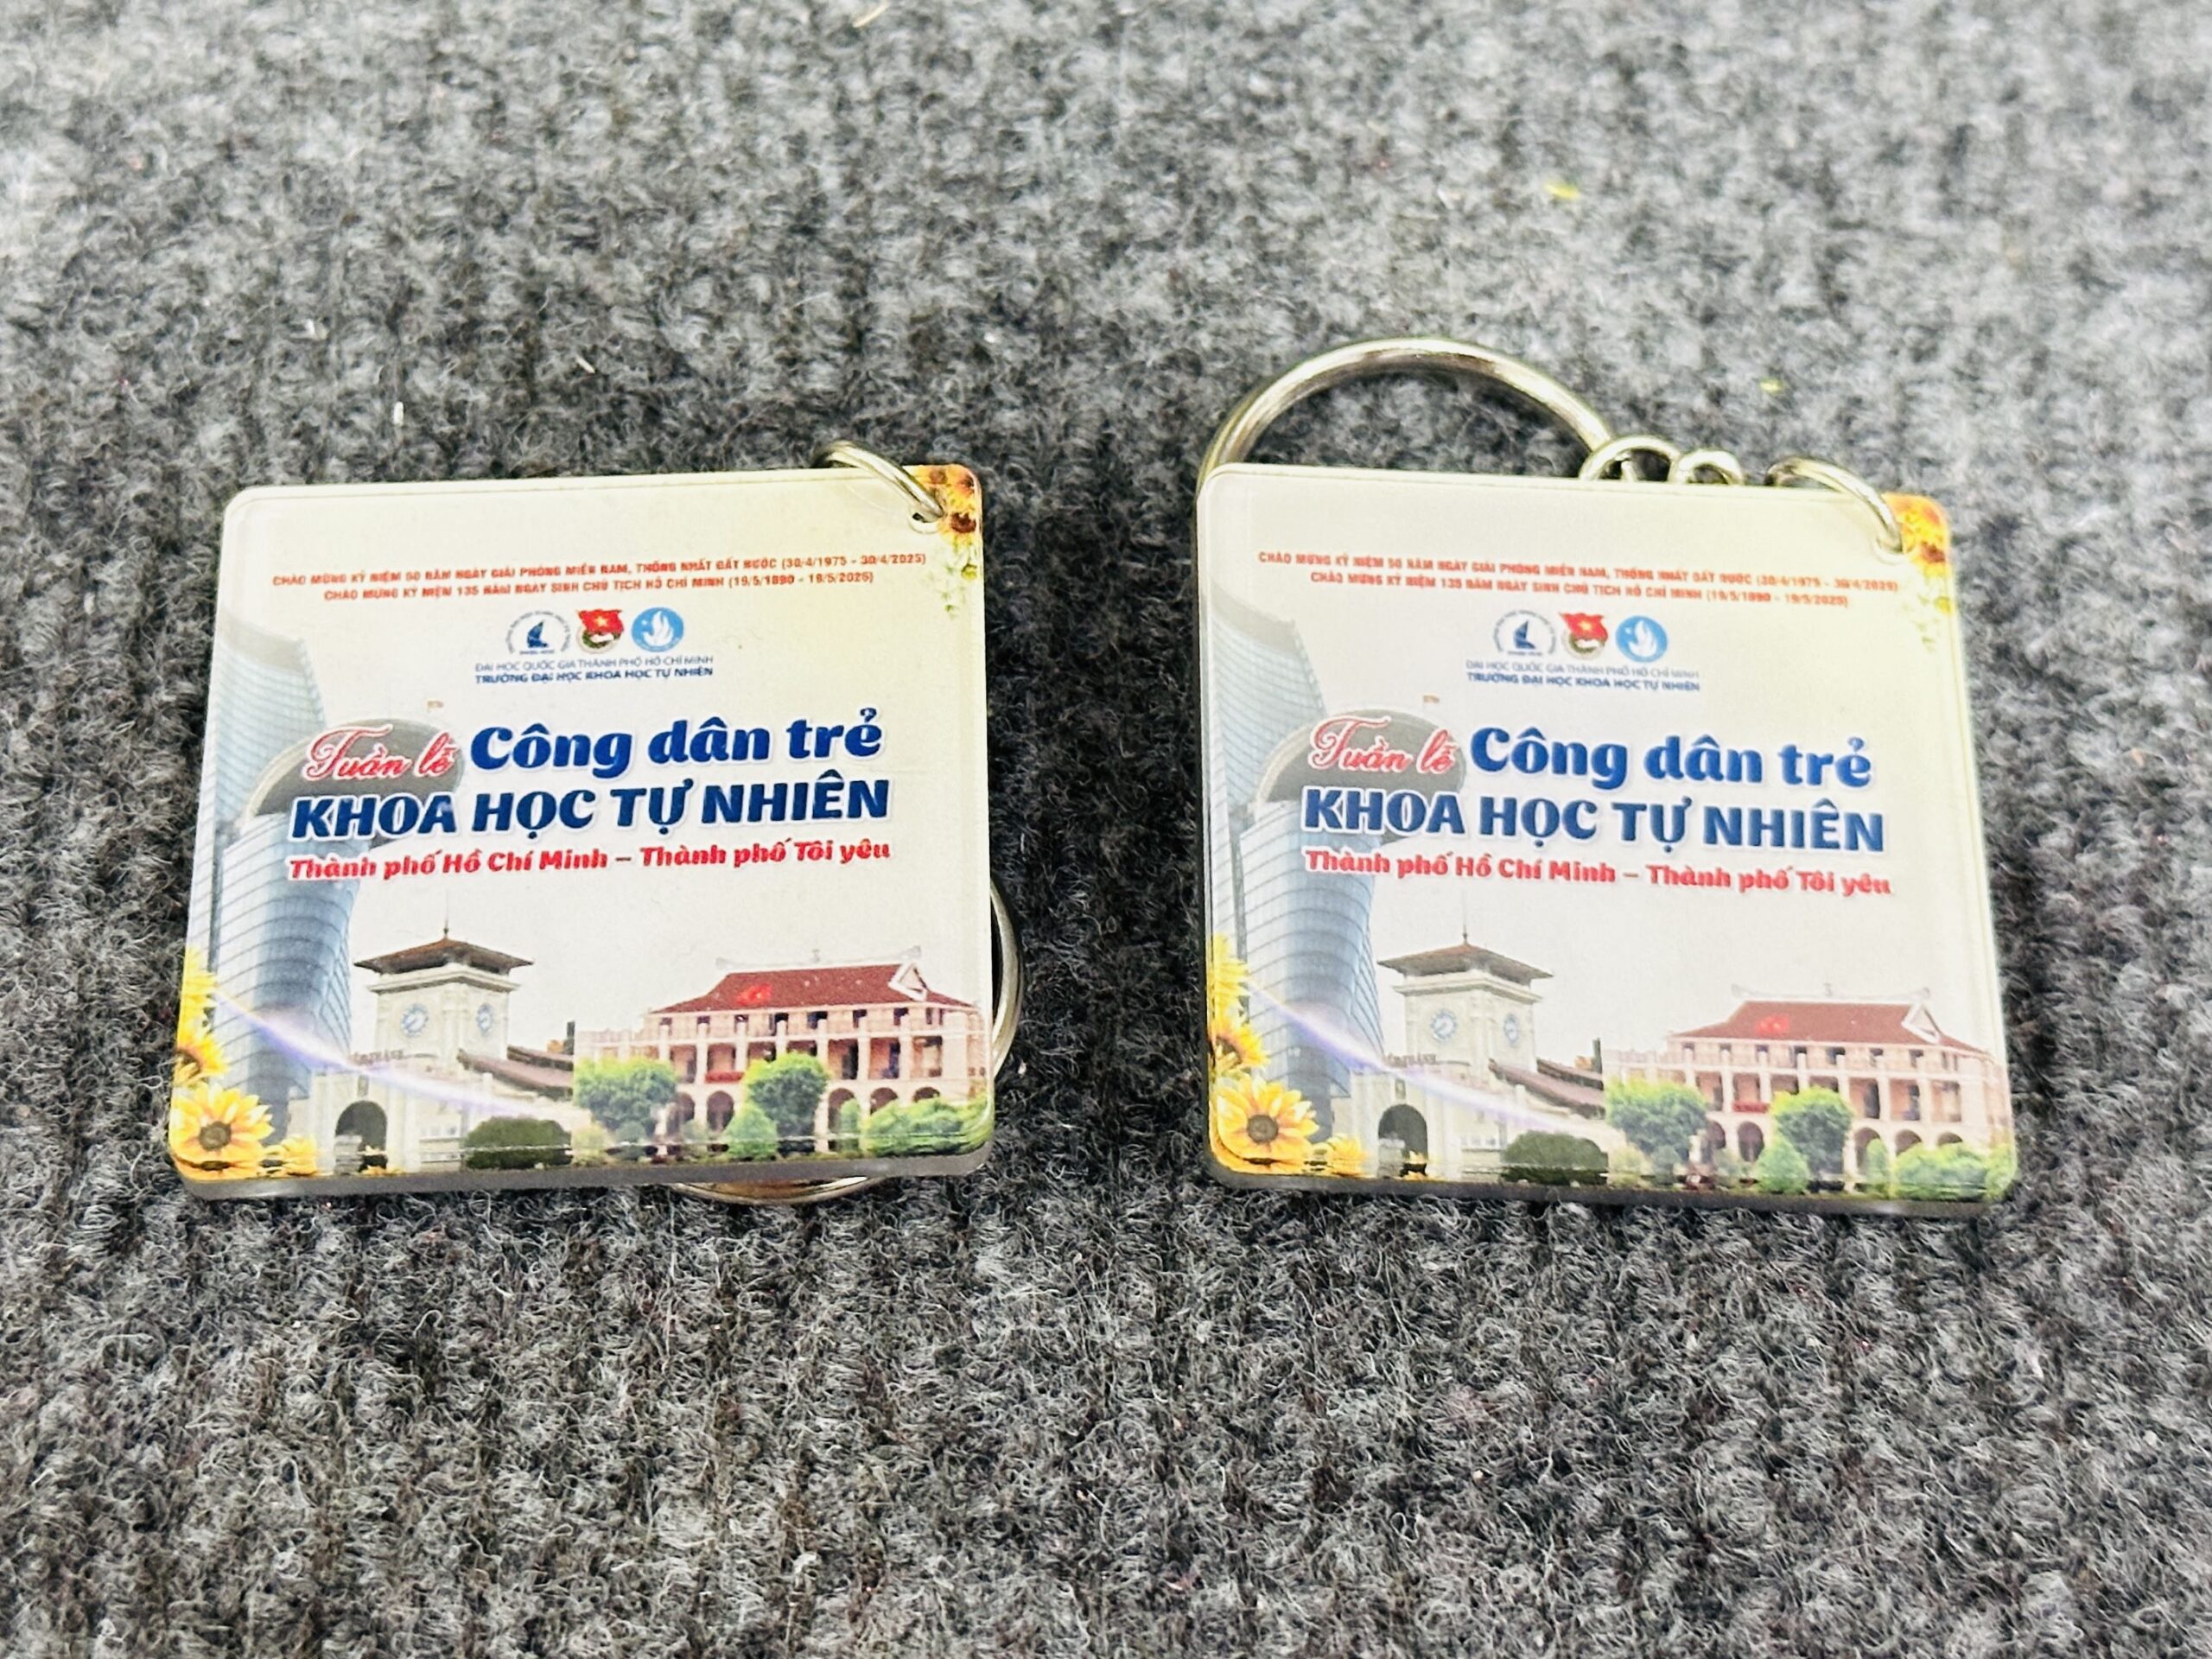 CHÀO MỪNG KỶ NIỆM 50 NĂM NGÀY GIẢI PHÓNG MIỀN NAM, THỐNG NHẤT ĐẤT NƯỚC (30/4/1975 - 30/4/2025)
CHÀO MỪNG KỶ NIỆM 135 NĂM NGÀY SINH CHỦ TỊCH HỒ CHÍ MINH (19/5/1890 - 19/5/2025)
ĐẠI HỌC QUỐC GIA THÀNH PHỐ HỒ CHÍ MINH
TRƯỜNG ĐẠI HỌC KHOA HỌC TỰ NHIÊN
Tuần lễ Công dân trẻ
KHOA HỌC TỰ NHIÊN
Thành phố Hồ Chí Minh – Thành phố Tôi yêu
CHÀO MỪNG KỶ NIỆM 50 NĂM NGÀY GIẢI PHÓNG MIỀN NAM, THỐNG NHẤT ĐẤT NƯỚC (30/4/1975 - 30/4/2025)
CHÀO MỪNG KỶ NIỆM 135 NĂM NGÀY SINH CHỦ TỊCH HỒ CHÍ MINH (19/5/1890 - 19/5/2025)
ĐẠI HỌC QUỐC GIA THÀNH PHỐ HỒ CHÍ MINH
TRƯỜNG ĐẠI HỌC KHOA HỌC TỰ NHIÊN
Tuần lễ Công dân trẻ
KHOA HỌC TỰ NHIÊN
Thành phố Hồ Chí Minh – Thành phố Tôi yêu